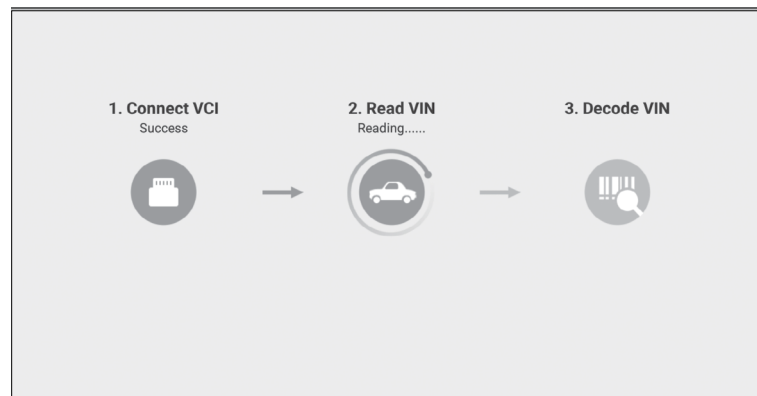 1. Connect VCI
Success
2. Read VIN
Reading......
3. Decode VIN